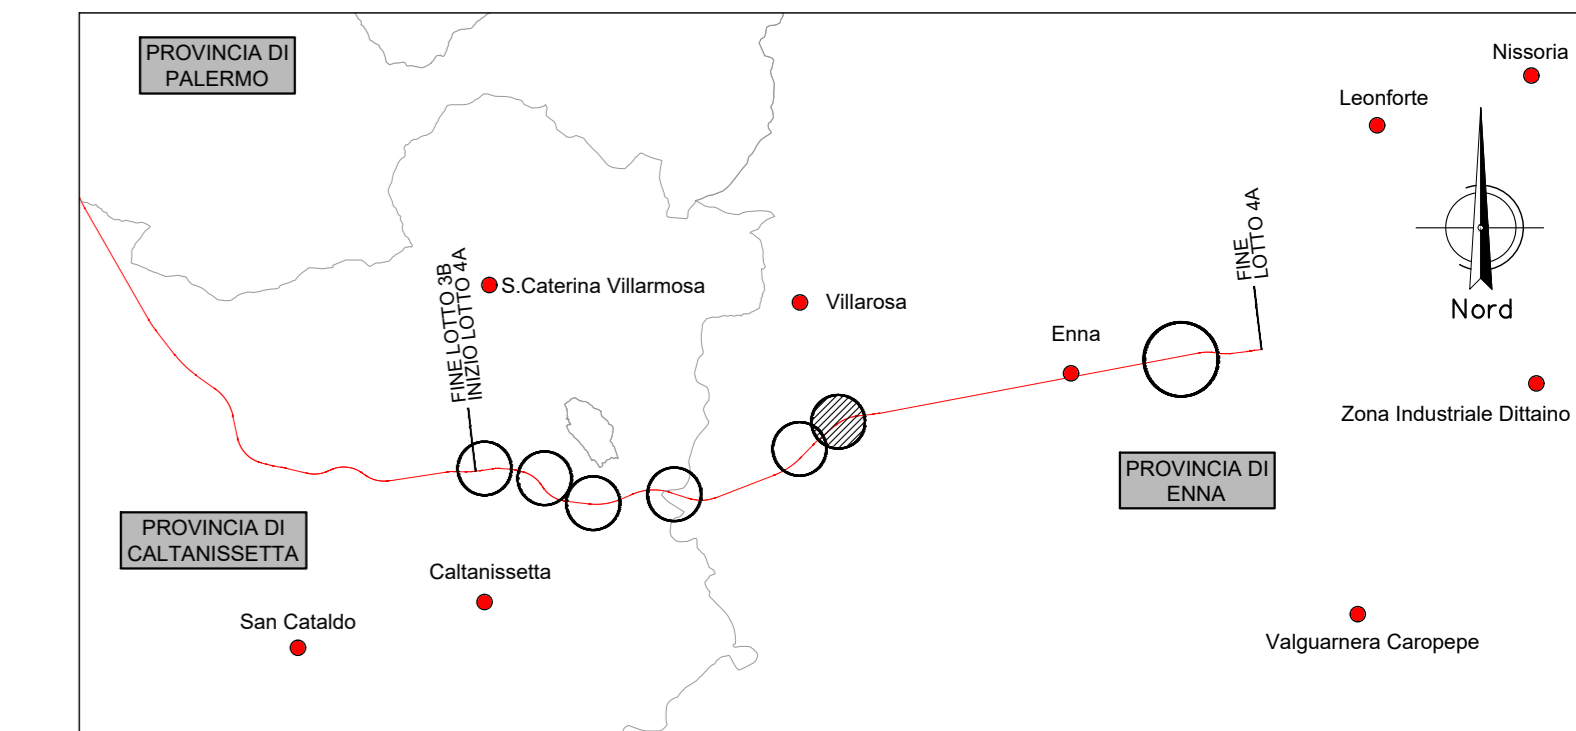 PROVINCIA DI
PALERMO
Nissoria
Leonforte
FINE LOTTO 3B
INIZIO LOTTO 4A
S.Caterina Villarmosa
Villarosa
FINE
LOTTO 4A
Nord
Enna
Zona Industriale Dittaino
PROVINCIA DI
ENNA
PROVINCIA DI
CALTANISSETTA
Caltanissetta
San Cataldo
Valguarnera Caropepe